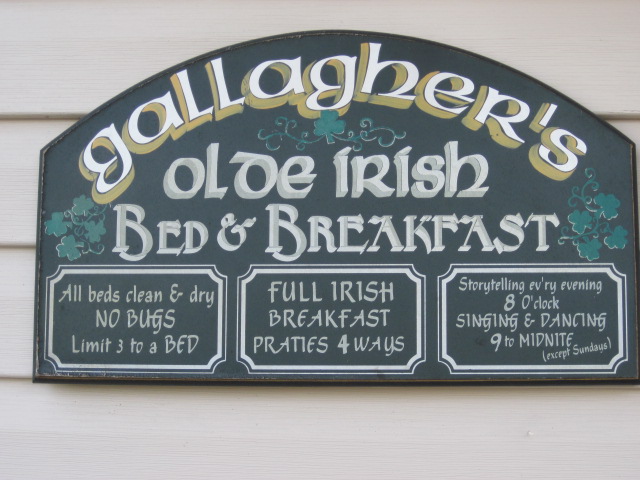 gallagher's
olde irish
BED & BREAKFAST
All beds clean & dry
NO BUGS
Limit 3 to a BED
FULL IRISH
BREAKFAST
PRATIES 4 WAYS
Storytelling ev'ry evening
8 O'clock
SINGING & DANCING
9 to MIDNITE
(except Sundays)